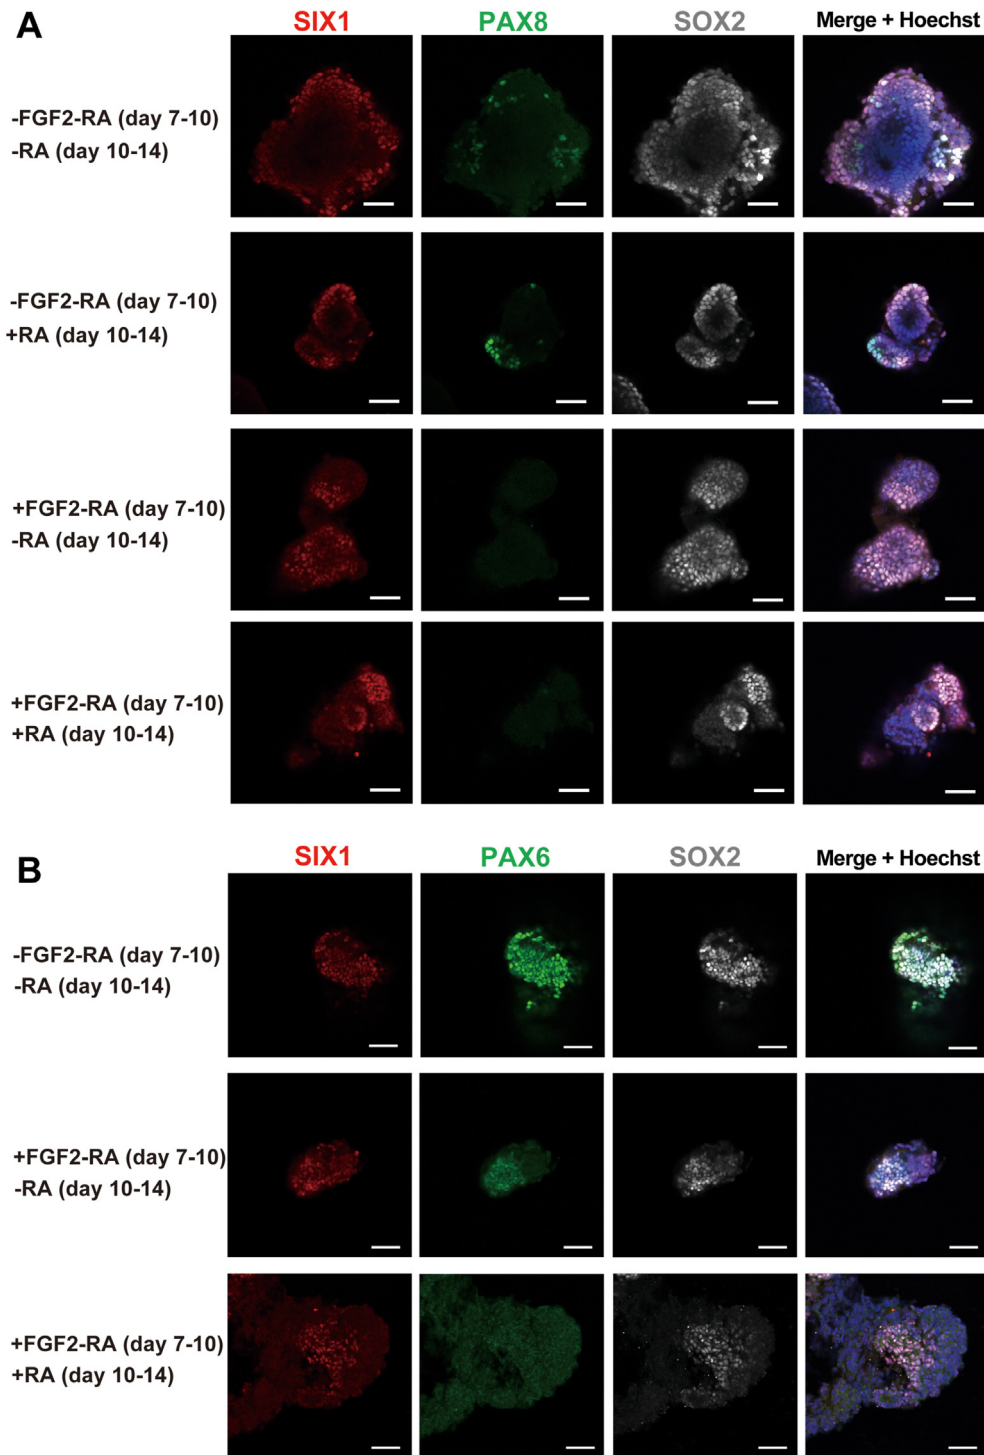 A
SIX1 PAX8 SOX2 Merge + Hoechst
-FGF2-RA (day 7-10)
-RA (day 10-14)
-FGF2-RA (day 7-10)
+RA (day 10-14)
+FGF2-RA (day 7-10)
-RA (day 10-14)
+FGF2-RA (day 7-10)
+RA (day 10-14)
B
SIX1 PAX6 SOX2 Merge + Hoechst
-FGF2-RA (day 7-10)
-RA (day 10-14)
+FGF2-RA (day 7-10)
-RA (day 10-14)
+FGF2-RA (day 7-10)
+RA (day 10-14)